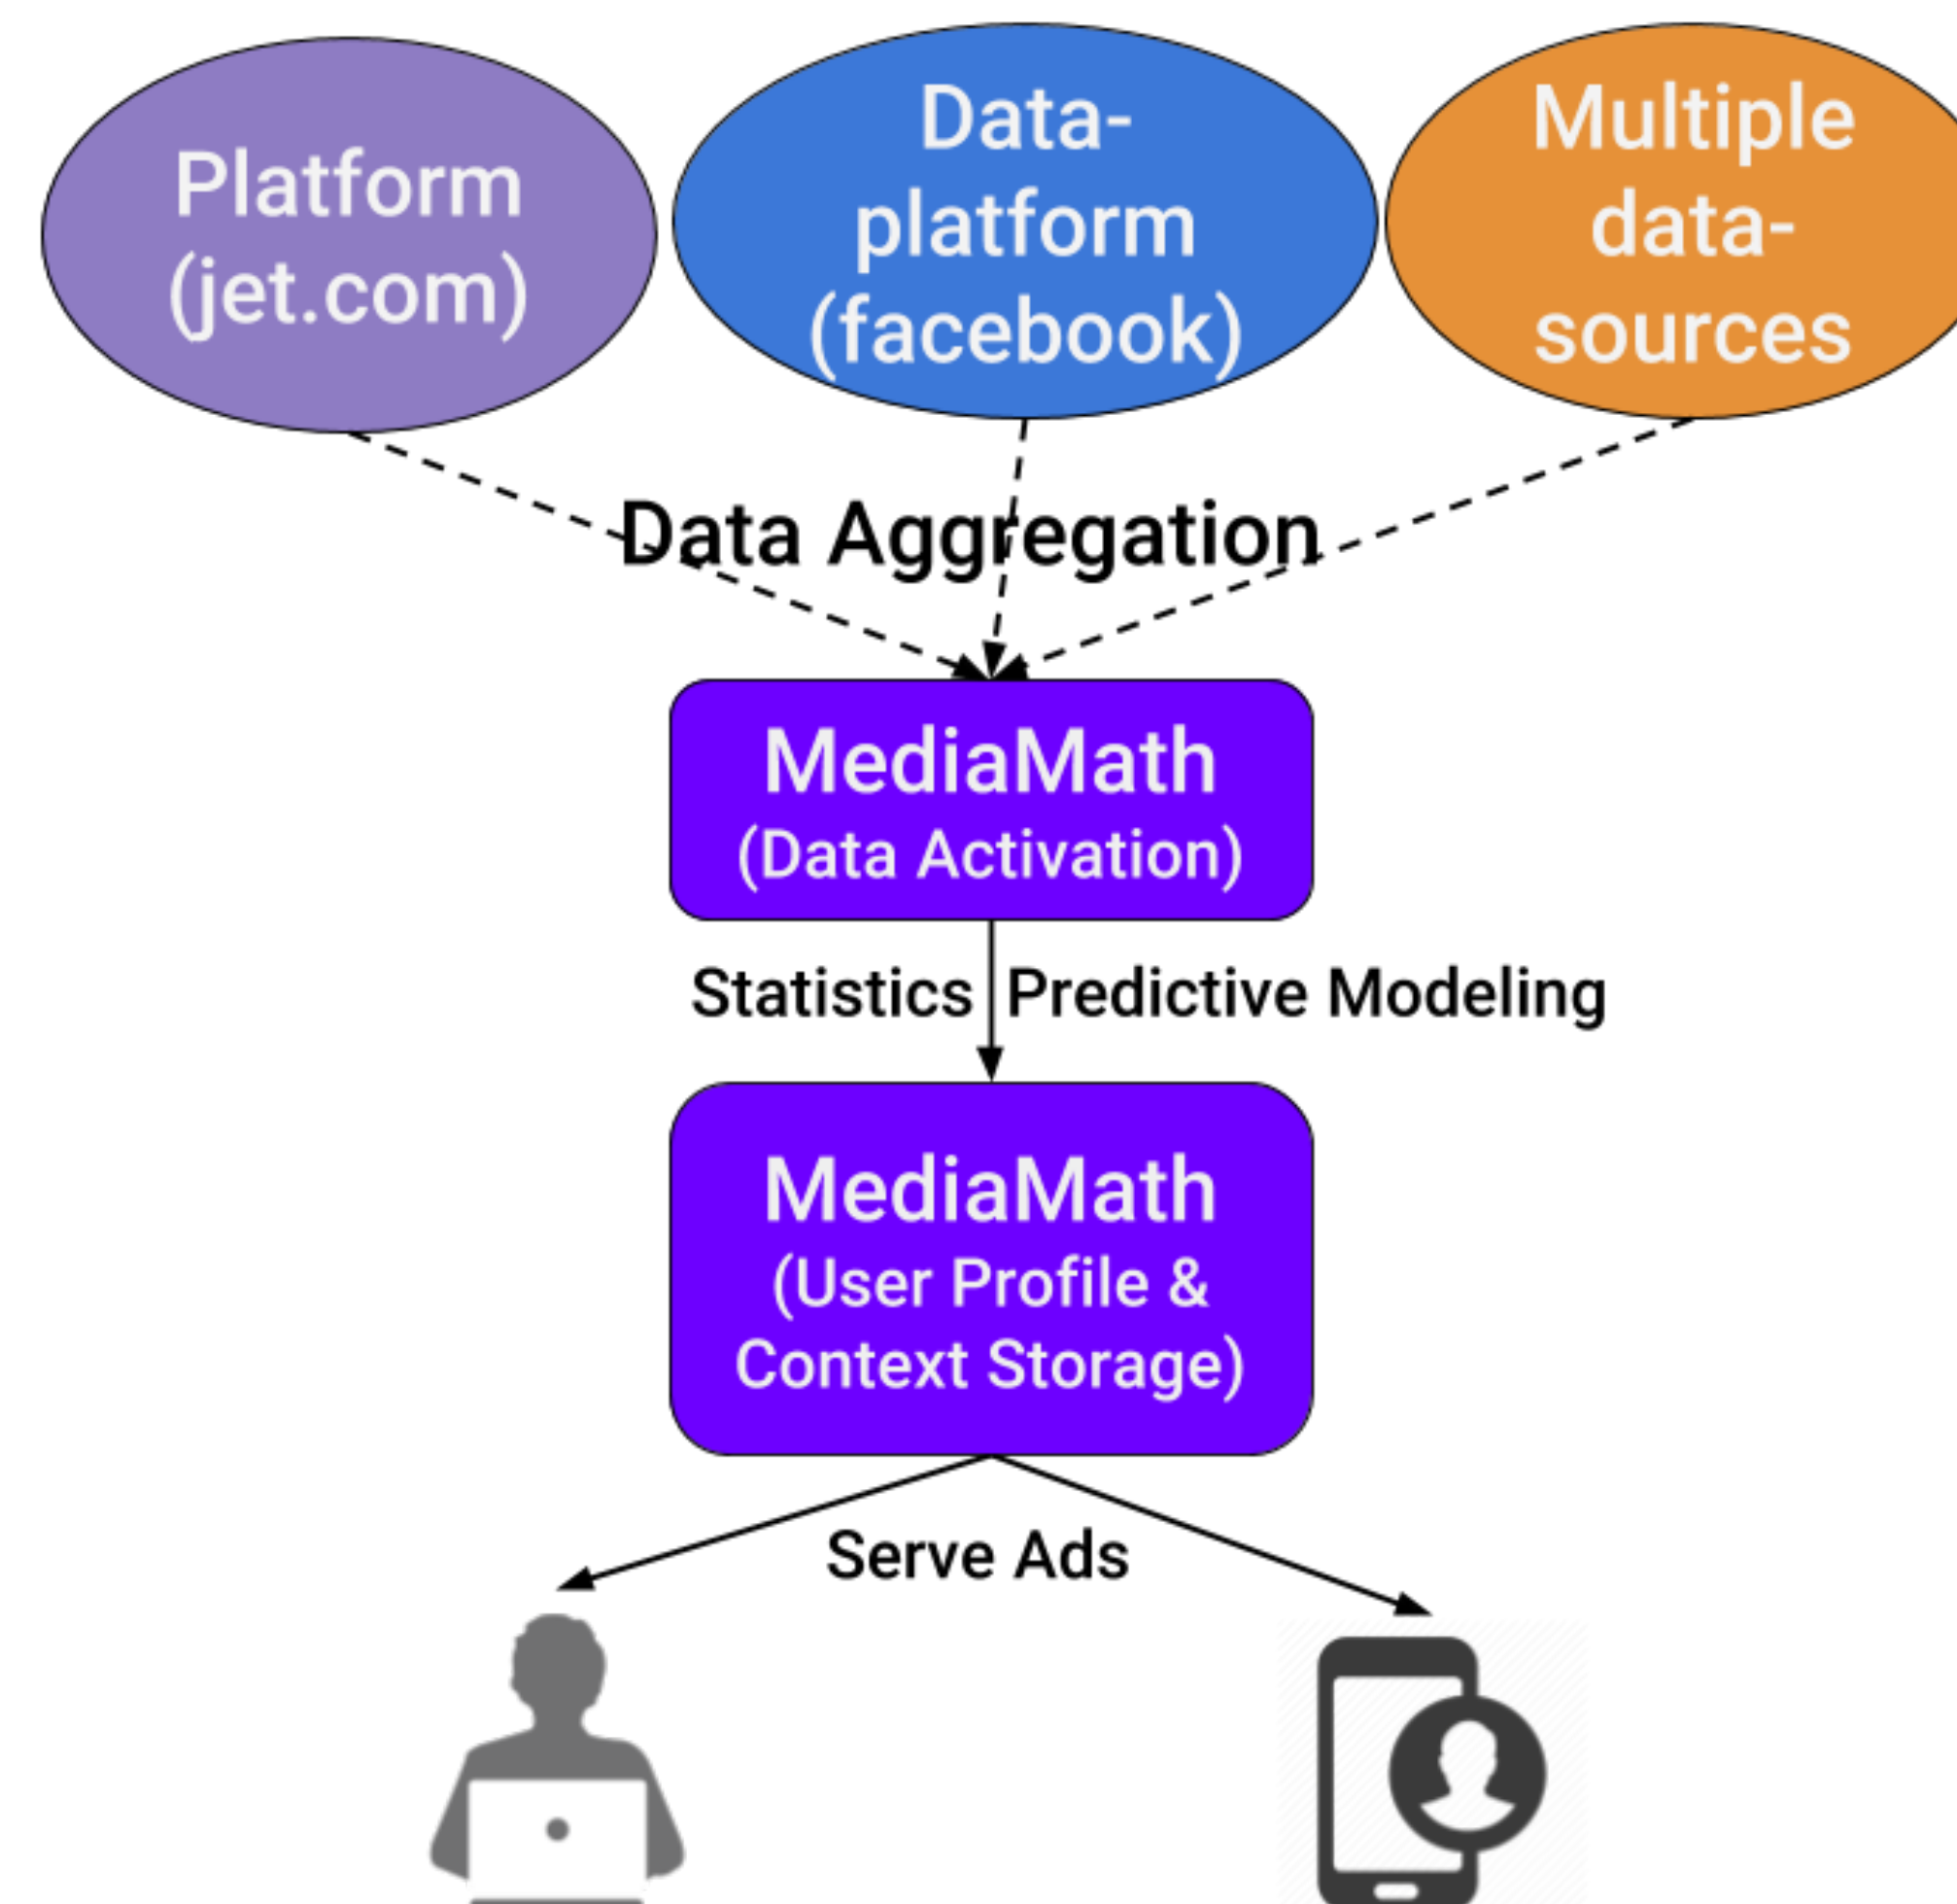 Platform
(jet.com)
Data-
platform
(facebook)
Multiple
data-
sources
Data Aggregation
MediaMath
(Data Activation)
Statistics
Predictive Modeling
MediaMath
(User Profile &
Context Storage)
Serve Ads